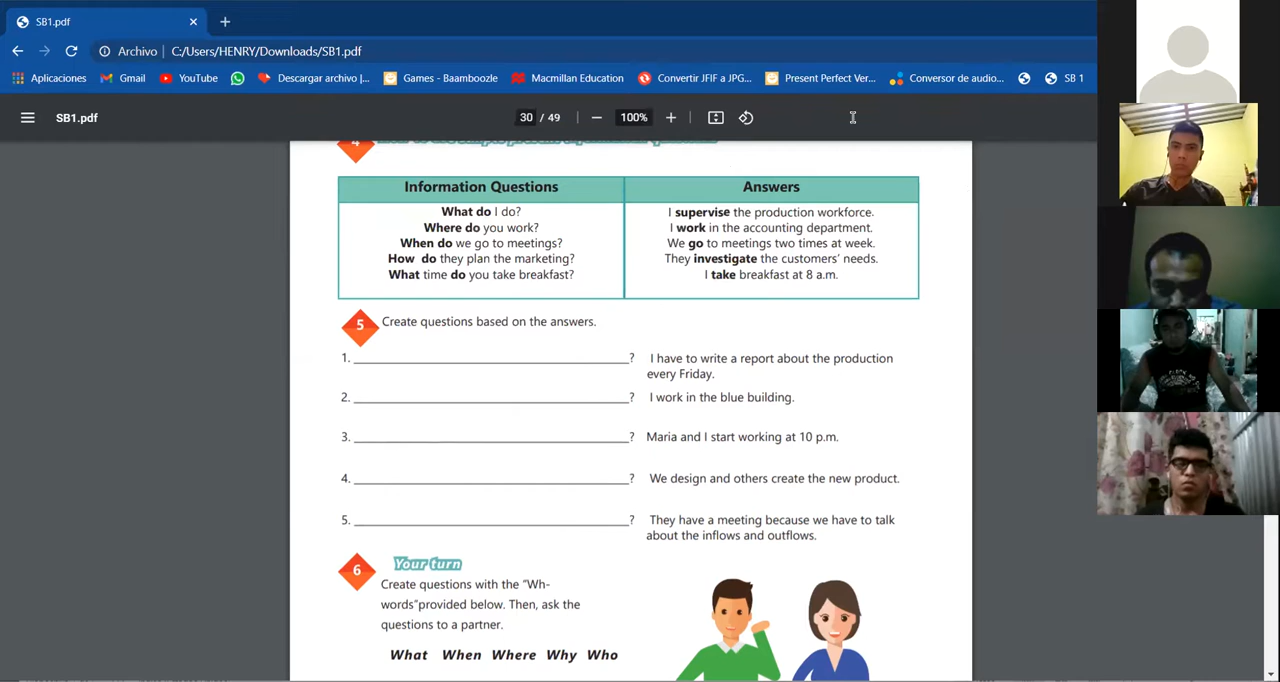 SB1.pdf
Archivo C:/Users/HENRY/Downloads/SB1.pdf
Aplicaciones Gmail YouTube Descargar archivo |... Games - Baamboozle Macmillan Education Convertir JFIF a JPG... Present Perfect Ver... Conversor de audio... SB 1
SB1.pdf 30 / 49 100%
4
Information Questions Answers
What do I do? I supervise the production workforce.
Where do you work? I work in the accounting department.
When do we go to meetings? We go to meetings two times at week.
How do they plan the marketing? They investigate the customers' needs.
What time do you take breakfast? I take breakfast at 8 a.m.
5 Create questions based on the answers.
1. ______________________________? I have to write a report about the production
every Friday.
2. ______________________________? I work in the blue building.
3. ______________________________? Maria and I start working at 10 p.m.
4. ______________________________? We design and others create the new product.
5. ______________________________? They have a meeting because we have to talk
about the inflows and outflows.
6 Your turn
Create questions with the "Wh-
words"provided below. Then, ask the
questions to a partner.
What When Where Why Who